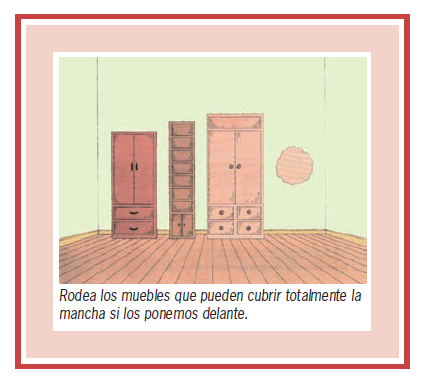 Rodea los muebles que pueden cubrir totalmente la
mancha si los ponemos delante.